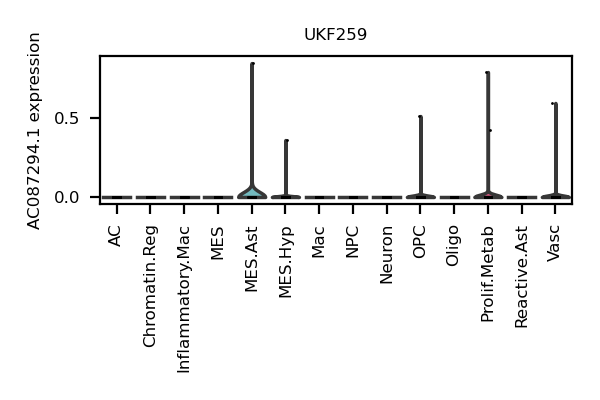 UKF259
AC087294.1 expression
0.5
0.0
AC
Chromatin.Reg
Inflammatory.Mac
MES
MES.Ast
MES.Hyp
Mac
NPC
Neuron
OPC
Oligo
Prolif.Metab
Reactive.Ast
Vasc